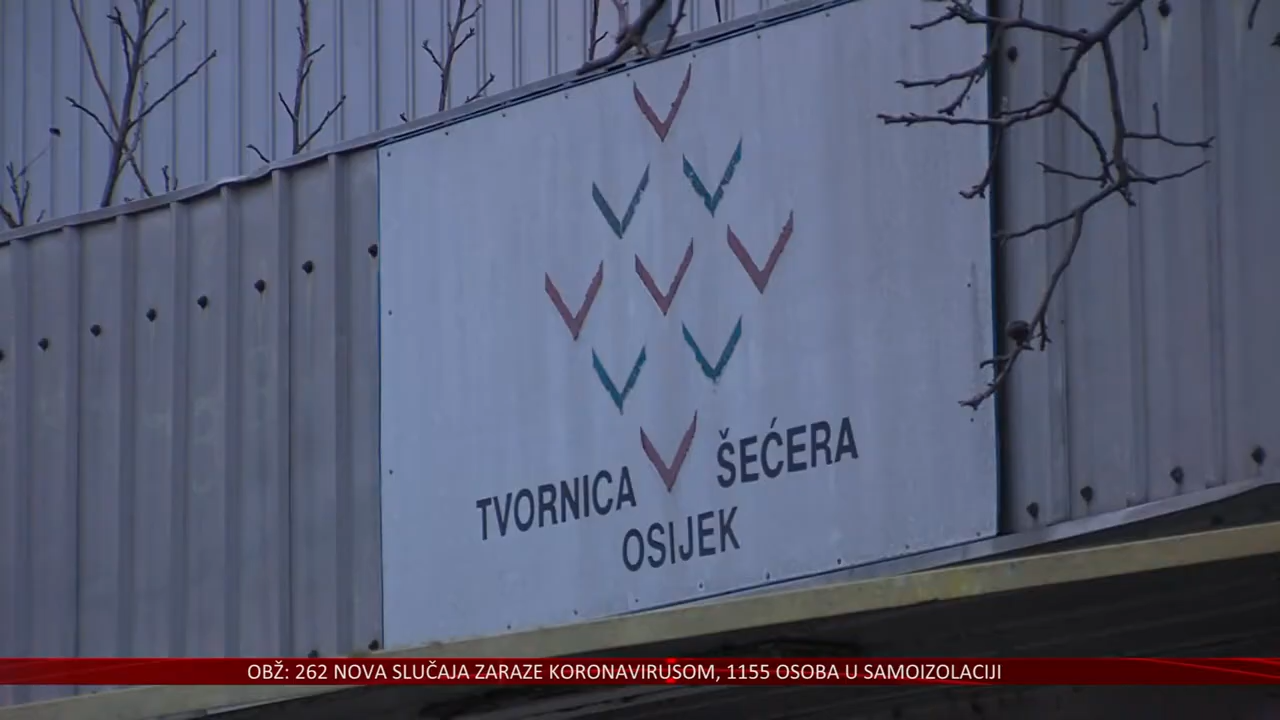 TVORNICA ŠEĆERA
OSIJEK
OBŽ: 262 NOVA SLUČAJA ZARAZE KORONAVIRUSOM, 1155 OSOBA U SAMOIZOLACIJI